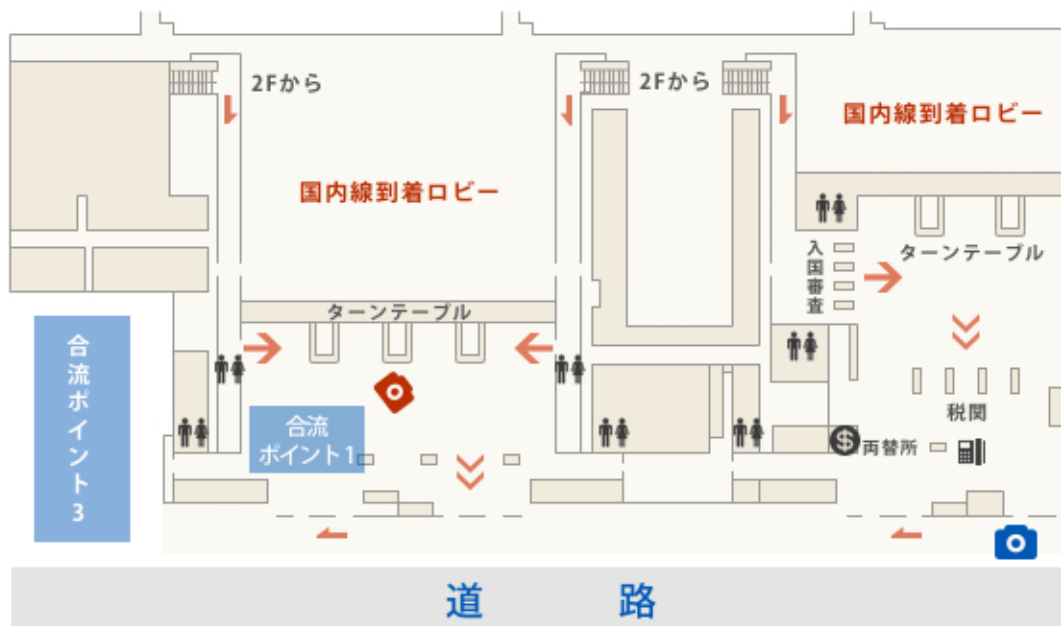 2Fから
2Fから
国内線到着ロビー
国内線到着ロビー
入国審査
ターンテーブル
ターンテーブル
合流ポイント3
合流
ポイント1
税関
$
両替所
道 路